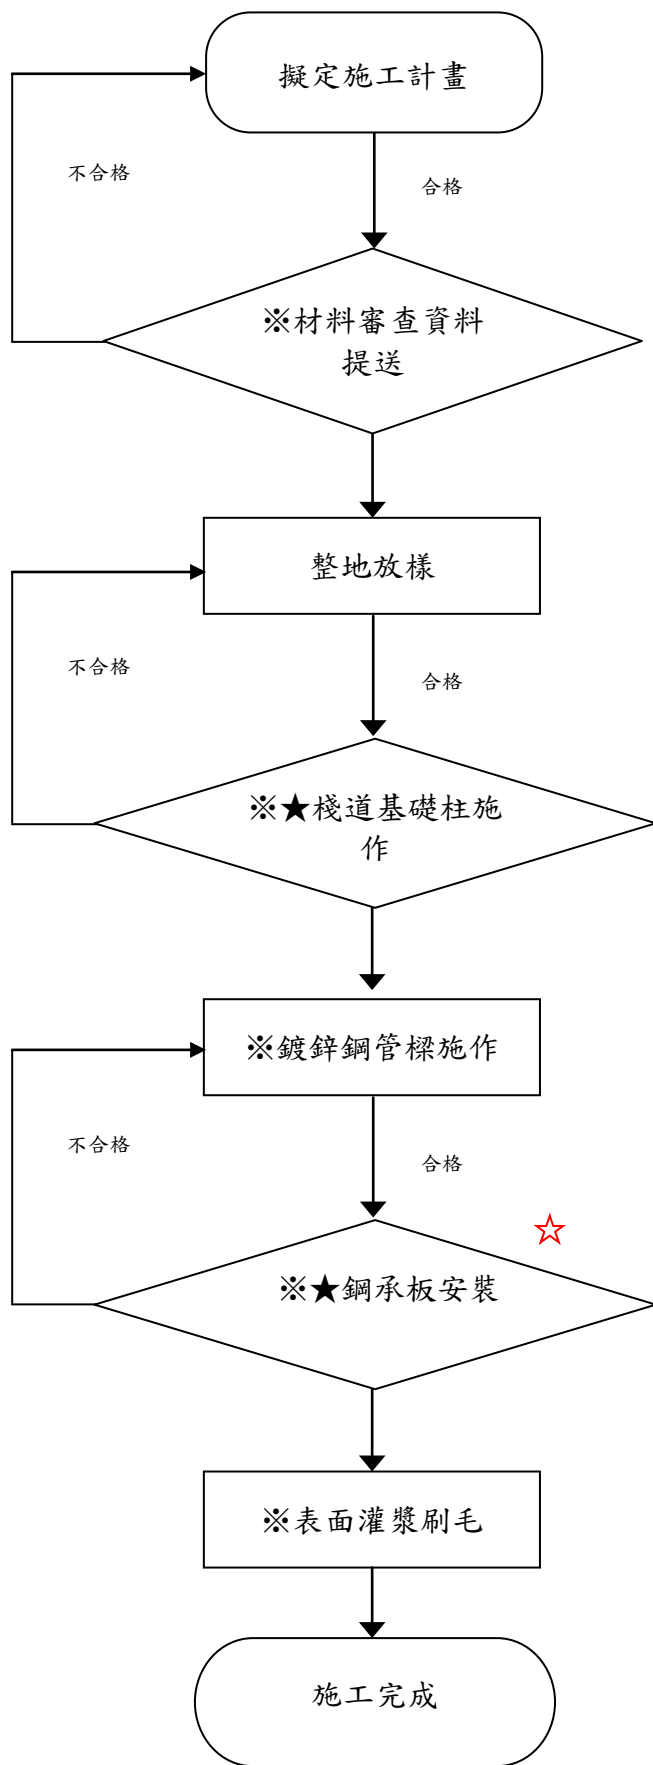 擬定施工計畫
不合格
合格
※材料審查資料
提送
整地放樣
不合格
合格
※★棧道基礎柱施
作
※鍍鋅鋼管樑施作
不合格
合格
☆
※★鋼承板安裝
※表面灌漿刷毛
施工完成